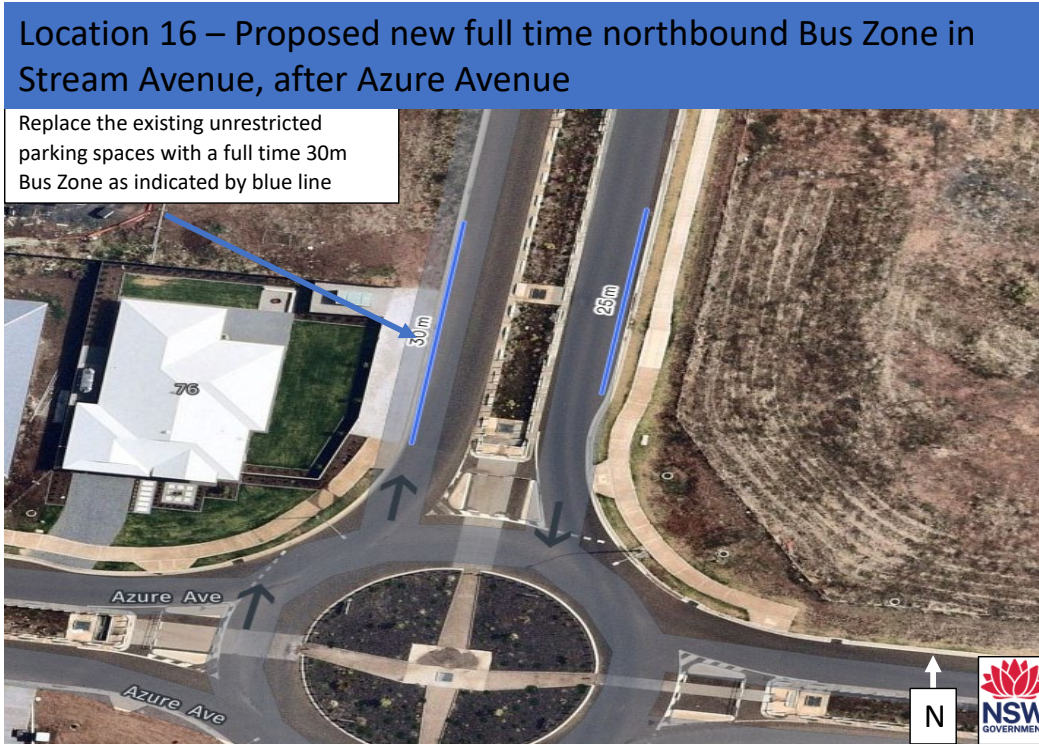 Location 16 – Proposed new full time northbound Bus Zone in
Stream Avenue, after Azure Avenue
Replace the existing unrestricted
parking spaces with a full time 30m
Bus Zone as indicated by blue line
30 m
25 m
76
Azure Ave
Azure Ave
N
NSW
GOVERNMENT